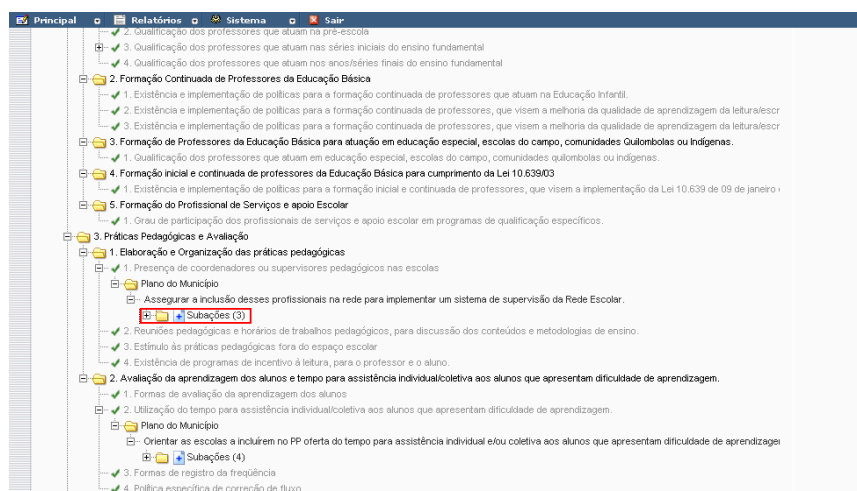 Principal Relatórios Sistema Sair
2. Qualificação dos professores que atuam na pré-escola
3. Qualificação dos professores que atuam nas séries iniciais do ensino fundamental
4. Qualificação dos professores que atuam nos anos/séries finais do ensino fundamental
2. Formação Continuada de Professores da Educação Básica
1. Existência e implementação de políticas para a formação continuada de professores que atuam na Educação Infantil.
2. Existência e implementação de políticas para a formação continuada de professores, que visem a melhoria da qualidade de aprendizagem da leitura/escr
3. Existência e implementação de políticas para a formação continuada de professores, que visem a melhoria da qualidade de aprendizagem da leitura/escr
3. Formação de Professores da Educação Básica para atuação em educação especial, escolas do campo, comunidades Quilombolas ou Indígenas.
1. Qualificação dos professores que atuam em educação especial, escolas do campo, comunidades quilombolas ou indígenas.
4. Formação inicial e continuada de professores da Educação Básica para cumprimento da Lei 10.639/03
1. Existência e implementação de políticas para a formação inicial e continuada de professores, que visem a implementação da Lei 10.639 de 09 de janeiro
5. Formação do Profissional de Serviços e apoio Escolar
1. Grau de participação dos profissionais de serviços e apoio escolar em programas de qualificação específicos.
3. Práticas Pedagógicas e Avaliação
1. Elaboração e Organização das práticas pedagógicas
1. Presença de coordenadores ou supervisores pedagógicos nas escolas
Plano do Município
Assegurar a inclusão desses profissionais na rede para implementar um sistema de supervisão da Rede Escolar.
Subações (3)
2. Reuniões pedagógicas e horários de trabalhos pedagógicos, para discussão dos conteúdos e metodologias de ensino.
3. Estímulo às práticas pedagógicas fora do espaço escolar
4. Existência de programas de incentivo à leitura, para o professor e o aluno.
2. Avaliação da aprendizagem dos alunos e tempo para assistência individual/coletiva aos alunos que apresentam dificuldade de aprendizagem.
1. Formas de avaliação da aprendizagem dos alunos
2. Utilização do tempo para assistência individual/coletiva aos alunos que apresentam dificuldade de aprendizagem.
Plano do Município
Orientar as escolas a incluírem no PP oferta do tempo para assistência individual e/ou coletiva aos alunos que apresentam dificuldade de aprendizager
Subações (4)
3. Formas de registro da freqüência
4. Política específica de correção de fluxo